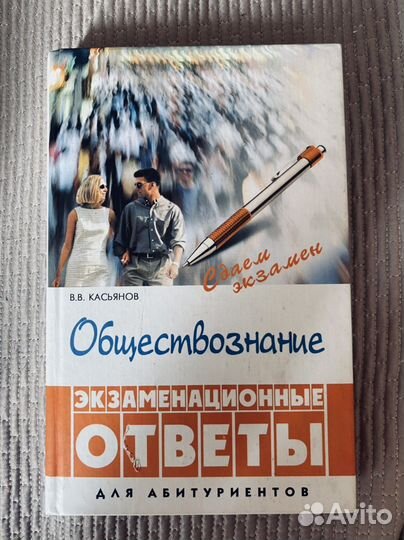 Сдаем
экзамен
В.В. КАСЬЯНОВ
Обществознание
ЭКЗАМЕНАЦИОННЫЕ
ОТВЕТЫ
ДЛЯ АБИТУРИЕНТОВ
Avito